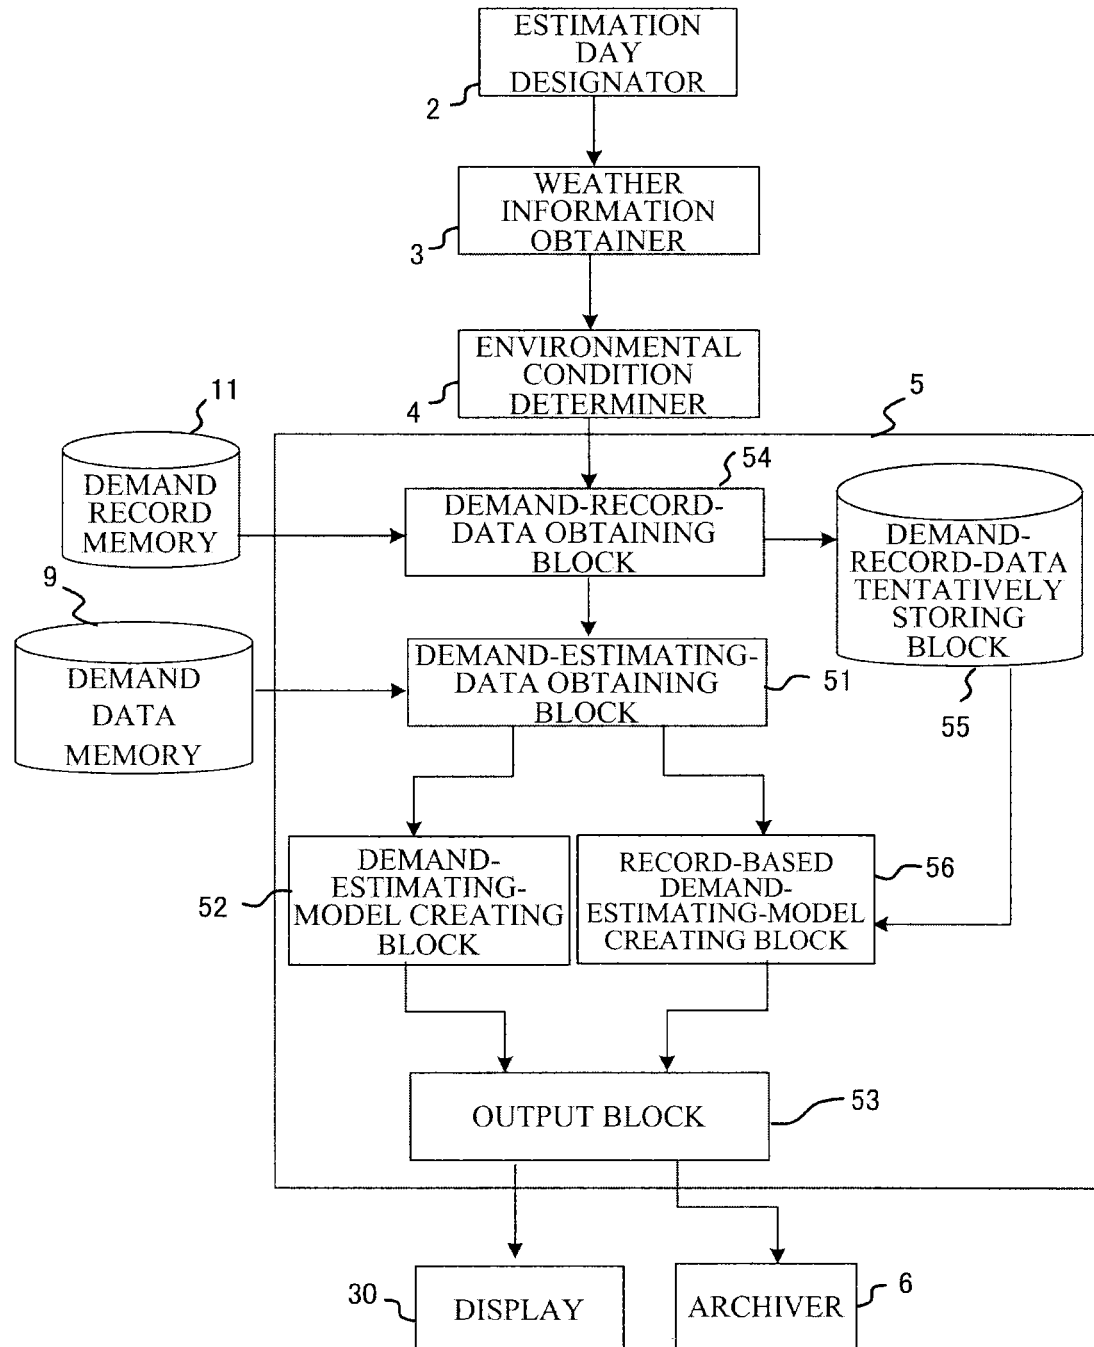 ESTIMATION
DAY
DESIGNATOR
2
WEATHER
INFORMATION
OBTAINER
3
ENVIRONMENTAL
CONDITION
DETERMINER
4
5
11
DEMAND
RECORD
MEMORY
54
DEMAND-RECORD-
DATA OBTAINING
BLOCK
DEMAND-
RECORD-DATA
TENTATIVELY
STORING
BLOCK
55
9
DEMAND
DATA
MEMORY
DEMAND-ESTIMATING-
DATA OBTAINING
BLOCK
51
DEMAND-
ESTIMATING-
MODEL CREATING
BLOCK
52
RECORD-BASED
DEMAND-
ESTIMATING-MODEL
CREATING BLOCK
56
OUTPUT BLOCK
53
30
DISPLAY
ARCHIVER
6